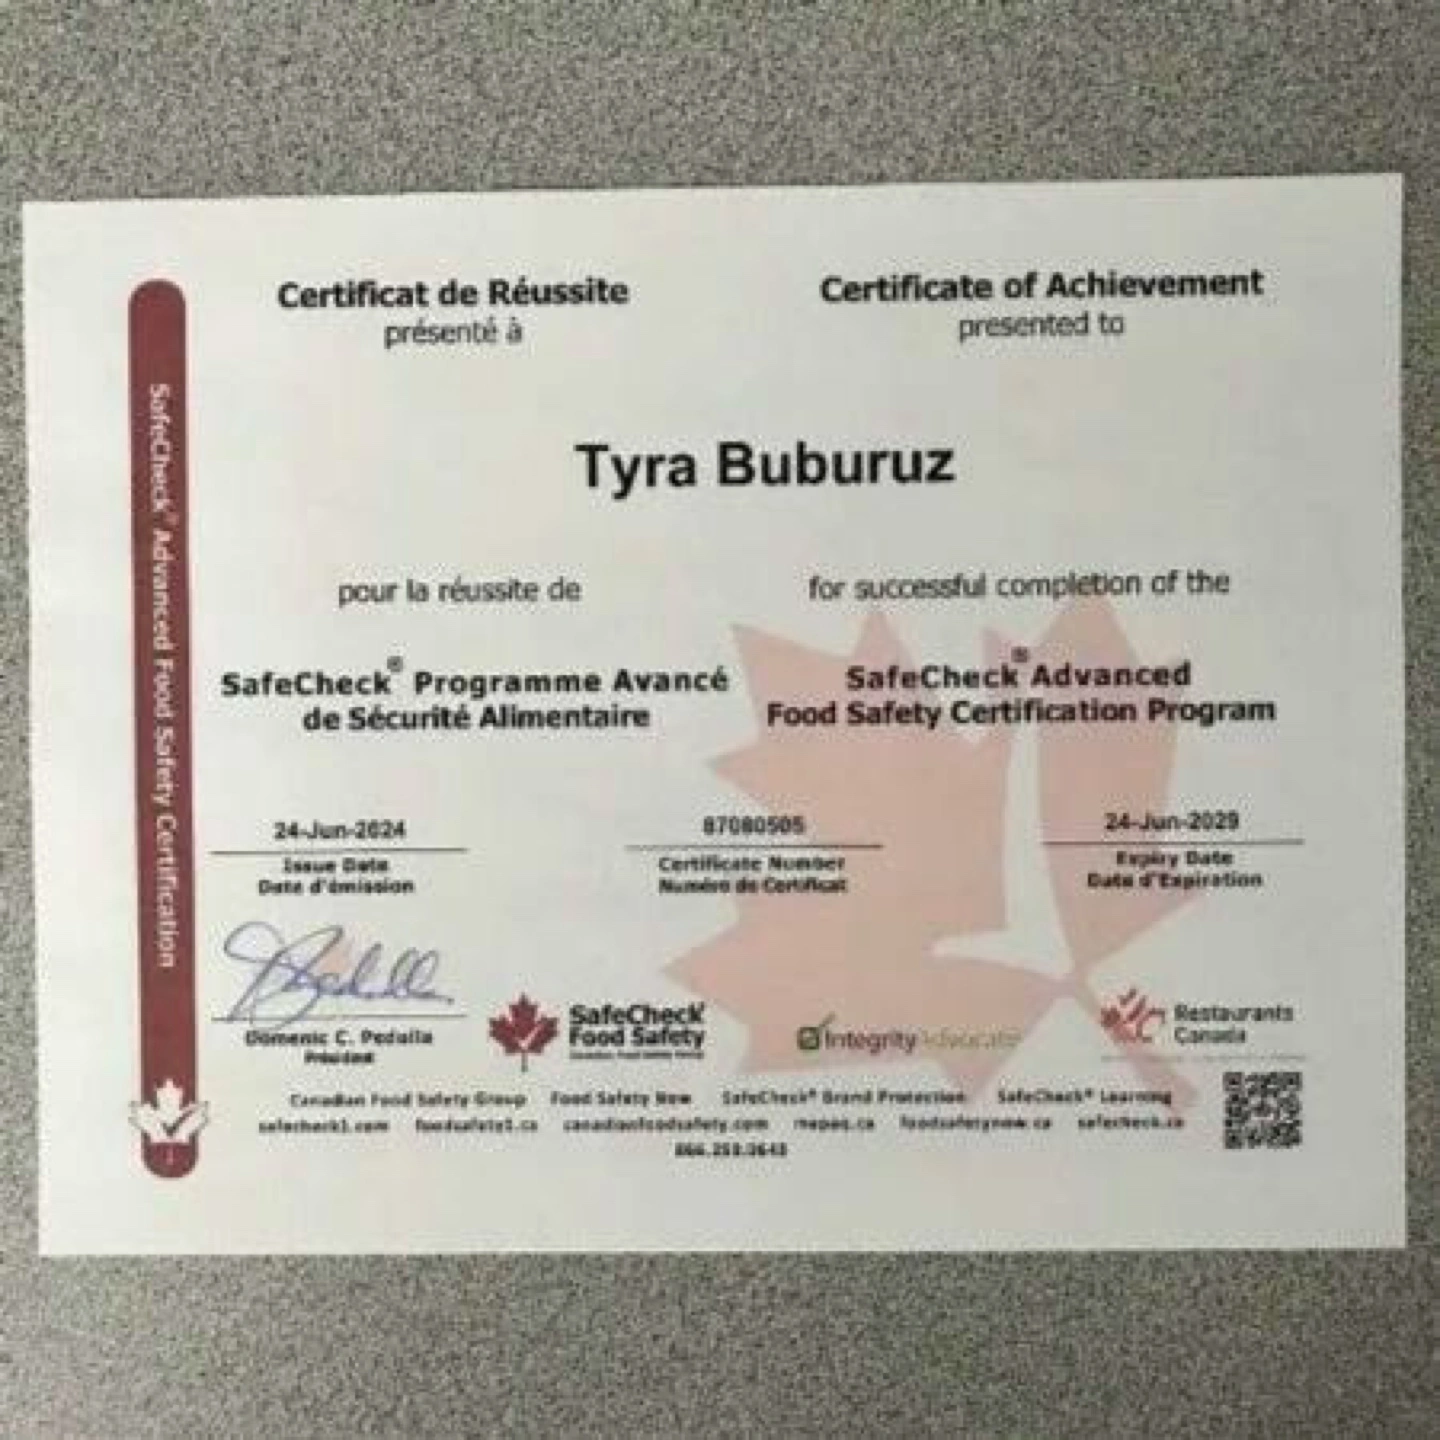 Certificat de Réussite
présenté à
Certificate of Achievement
presented to
Tyra Buburuz
pour la réussite de
for successful completion of the
SafeCheck® Programme Avancé
de Sécurité Alimentaire
SafeCheck® Advanced
Food Safety Certification Program
24-Jun-2024
Issue Date
Date d'émission
87080505
Certificate Number
Numéro de Certificat
24-Jun-2029
Expiry Date
Date d'Expiration
Domenic C. Pedulla
President
SafeCheck
Food Safety
Integrity Advocate
Restaurants
Canada
Canadian Food Safety Group Food Safety Now SafeCheck® Brand Protection SafeCheck® Learning
safecheck1.com foodsafety1.ca canadianfoodsafety.com mapaq.ca foodsafetynow.ca safecheck.ca
SafeCheck® Advanced Food Safety Certification